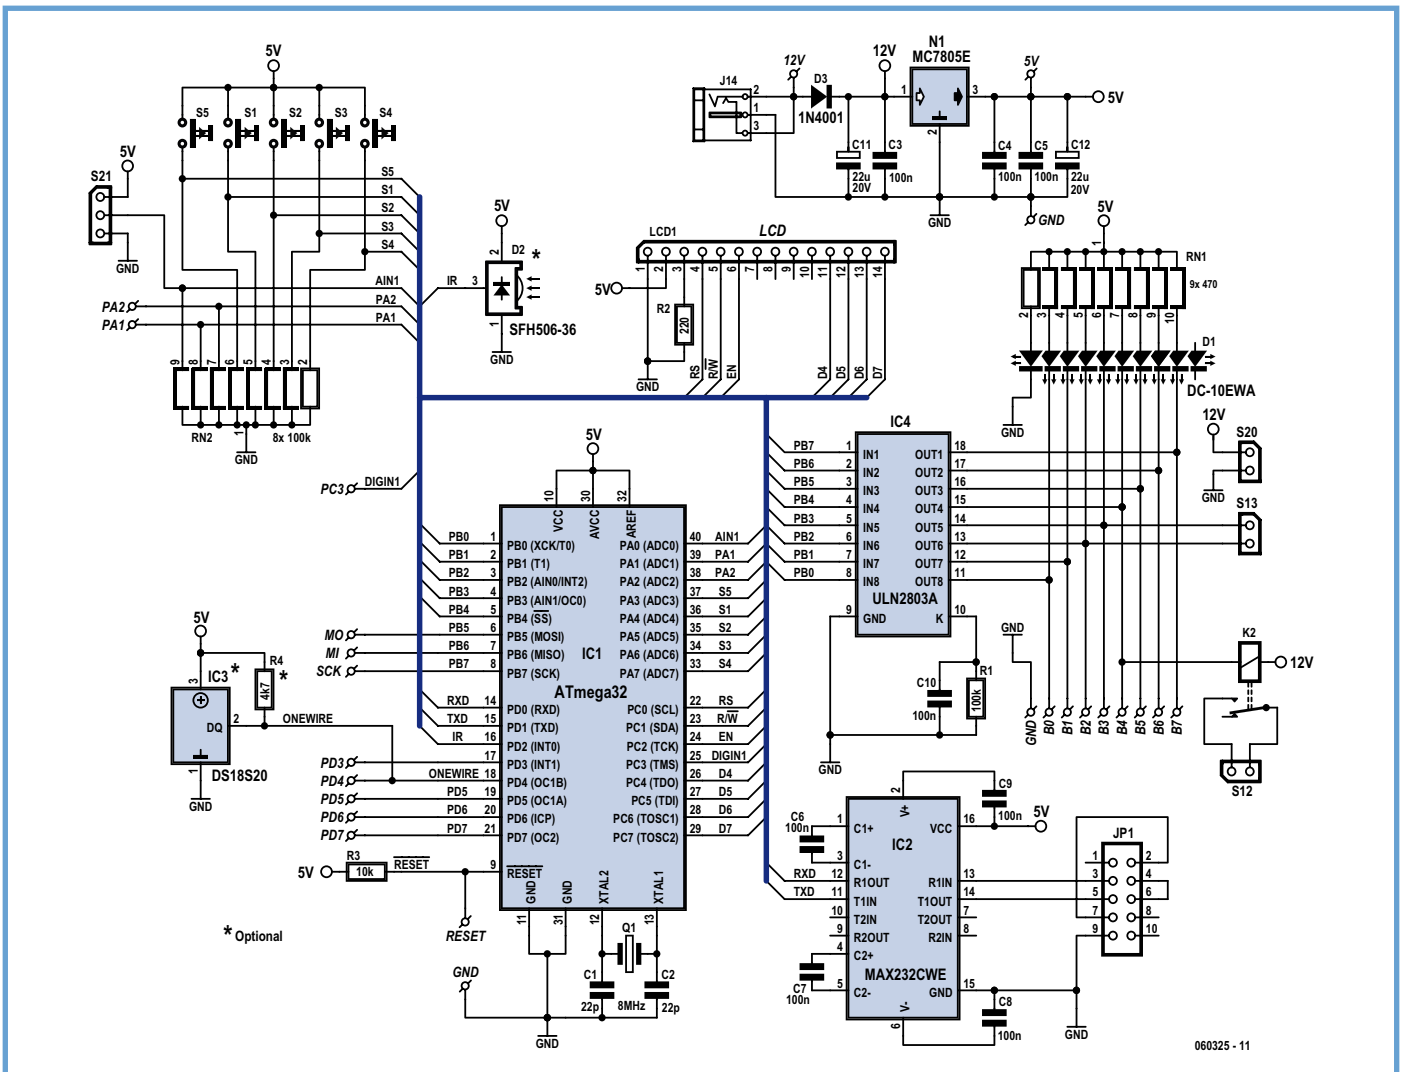 5V
S5 S1 S2 S3 S4
5V
S21
GND
S5
S1
S2
S3
S4
AIN1
PA2 PA2
PA1 PA1
9 8 7 6 5 4 3 2
RN2 1 8x 100k
GND
IR
5V
2 D2 *
3
1 SFH506-36
GND
12V
J14
2
1
3
D3
1N4001
12V
N1
MC7805E
1 3
2
5V
5V
C11
22u
20V
C3
100n
C4
100n
C5
100n
C12
22u
20V
GND
GND
LCD1 LCD
1 2 3 4 5 6 7 8 9 10 11 12 13 14
5V
R2
220
GND
RS R/W EN D4 D5 D6 D7
5V
1
RN1
9x 470
2 3 4 5 6 7 8 9 10
D1
DC-10EWA
GND
12V
S20
GND
S13
PC3 DIGIN1
5V
10 30 32
VCC AVCC AREF
PB0 1 PB0 (XCK/T0) PA0 (ADC0) 40 AIN1
PB1 2 PB1 (T1) PA1 (ADC1) 39 PA1
PB2 3 PB2 (AIN0/INT2) PA2 (ADC2) 38 PA2
PB3 4 PB3 (AIN1/OC0) PA3 (ADC3) 37 S5
PB4 5 PB4 (SS) PA4 (ADC4) 36 S1
MO PB5 6 PB5 (MOSI) PA5 (ADC5) 35 S2
MI PB6 7 PB6 (MISO) IC1 PA6 (ADC6) 34 S3
SCK PB7 8 PB7 (SCK) PA7 (ADC7) 33 S4
ATmega32
RXD 14 PD0 (RXD) PC0 (SCL) 22 RS
TXD 15 PD1 (TXD) PC1 (SDA) 23 R/W
IR 16 PD2 (INT0) PC2 (TCK) 24 EN
PD3 17 PD3 (INT1) PC3 (TMS) 25 DIGIN1
PD4 ONEWIRE 18 PD4 (OC1B) PC4 (TDO) 26 D4
PD5 PD5 19 PD5 (OC1A) PC5 (TDI) 27 D5
PD6 PD6 20 PD6 (ICP) PC6 (TOSC1) 28 D6
PD7 PD7 21 PD7 (OC2) PC7 (TOSC2) 29 D7
5V R3
10k RESET 9 RESET
GND GND XTAL2 XTAL1
11 31 12 13
RESET
GND
Q1
C1
22p
8MHz
C2
22p
GND
5V
IC3 *
R4
4k7 *
3
DQ 2 ONEWIRE
1 DS18S20
GND
* Optional
IC4
PB7 1 IN1 OUT1 18
PB6 2 IN2 OUT2 17
PB5 3 IN3 OUT3 16
PB4 4 IN4 OUT4 15
PB3 5 IN5 OUT5 14
PB2 6 IN6 OUT6 13
PB1 7 IN7 OUT7 12
PB0 8 IN8 OUT8 11
ULN2803A
9 GND K 10
C10
100n
R1
100k
GND
GND
GND B0 B1 B2 B3 B4 B5 B6 B7
K2
12V
S12
2
V+
C9
100n
5V
C6
100n
1 C1+ VCC 16
IC2
3 C1-
RXD 12 R1OUT R1IN 13
TXD 11 T1IN T1OUT 14
10 T2IN T2OUT 7
9 R2OUT R2IN 8
4 C2+
MAX232CWE
C7
100n
5 C2- GND 15
V-
6
C8
100n
GND
JP1
1 2
3 4
5 6
7 8
9 10
060325 - 11